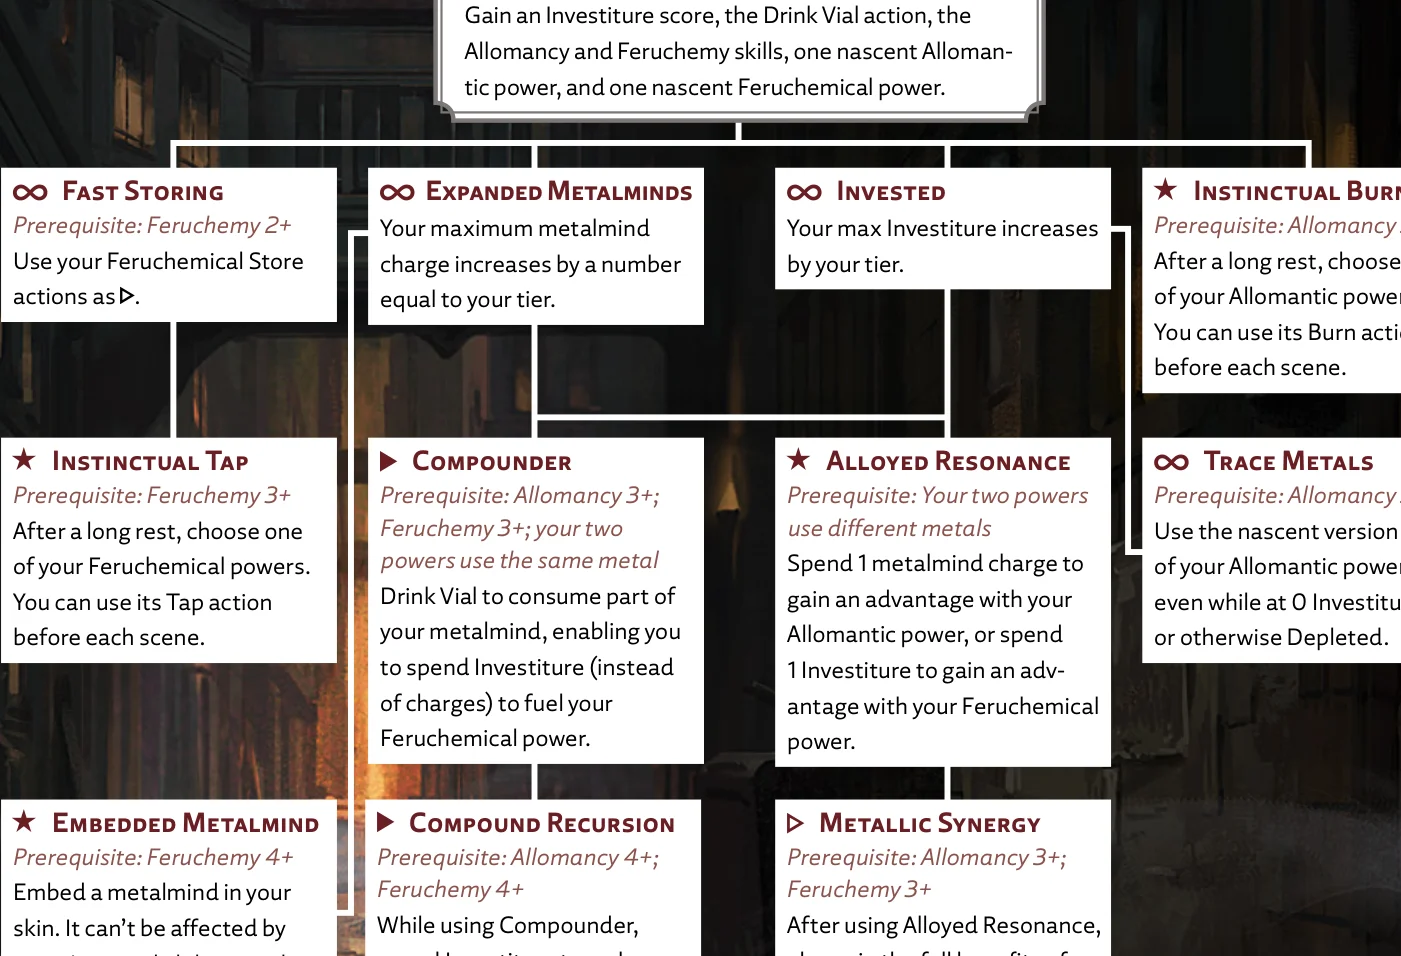 Gain an Investiture score, the Drink Vial action, the
Allomancy and Feruchemy skills, one nascent Alloman-
tic power, and one nascent Feruchemical power.
∞ Fast Storing
Prerequisite: Feruchemy 2+
Use your Feruchemical Store
actions as ▷.
∞ Expanded Metalminds
Your maximum metalmind
charge increases by a number
equal to your tier.
∞ Invested
Your max Investiture increases
by your tier.
★ Instinctual Burn
Prerequisite: Allomancy
After a long rest, choose
of your Allomantic power
You can use its Burn acti
before each scene.
★ Instinctual Tap
Prerequisite: Feruchemy 3+
After a long rest, choose one
of your Feruchemical powers.
You can use its Tap action
before each scene.
▶ Compounder
Prerequisite: Allomancy 3+;
Feruchemy 3+; your two
powers use the same metal
Drink Vial to consume part of
your metalmind, enabling you
to spend Investiture (instead
of charges) to fuel your
Feruchemical power.
★ Alloyed Resonance
Prerequisite: Your two powers
use different metals
Spend 1 metalmind charge to
gain an advantage with your
Allomantic power, or spend
1 Investiture to gain an adv-
antage with your Feruchemical
power.
∞ Trace Metals
Prerequisite: Allomancy
Use the nascent version
of your Allomantic power
even while at 0 Investitu
or otherwise Depleted.
★ Embedded Metalmind
Prerequisite: Feruchemy 4+
Embed a metalmind in your
skin. It can't be affected by
▶ Compound Recursion
Prerequisite: Allomancy 4+;
Feruchemy 4+
While using Compounder,
▷ Metallic Synergy
Prerequisite: Allomancy 3+;
Feruchemy 3+
After using Alloyed Resonance,